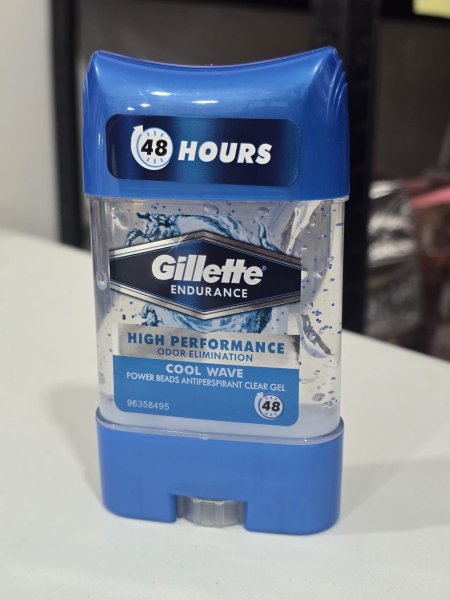 48 HOURS
Gillette®
ENDURANCE
HIGH PERFORMANCE
ODOR ELIMINATION
COOL WAVE
POWER BEADS ANTIPERSPIRANT CLEAR GEL
96358495
48